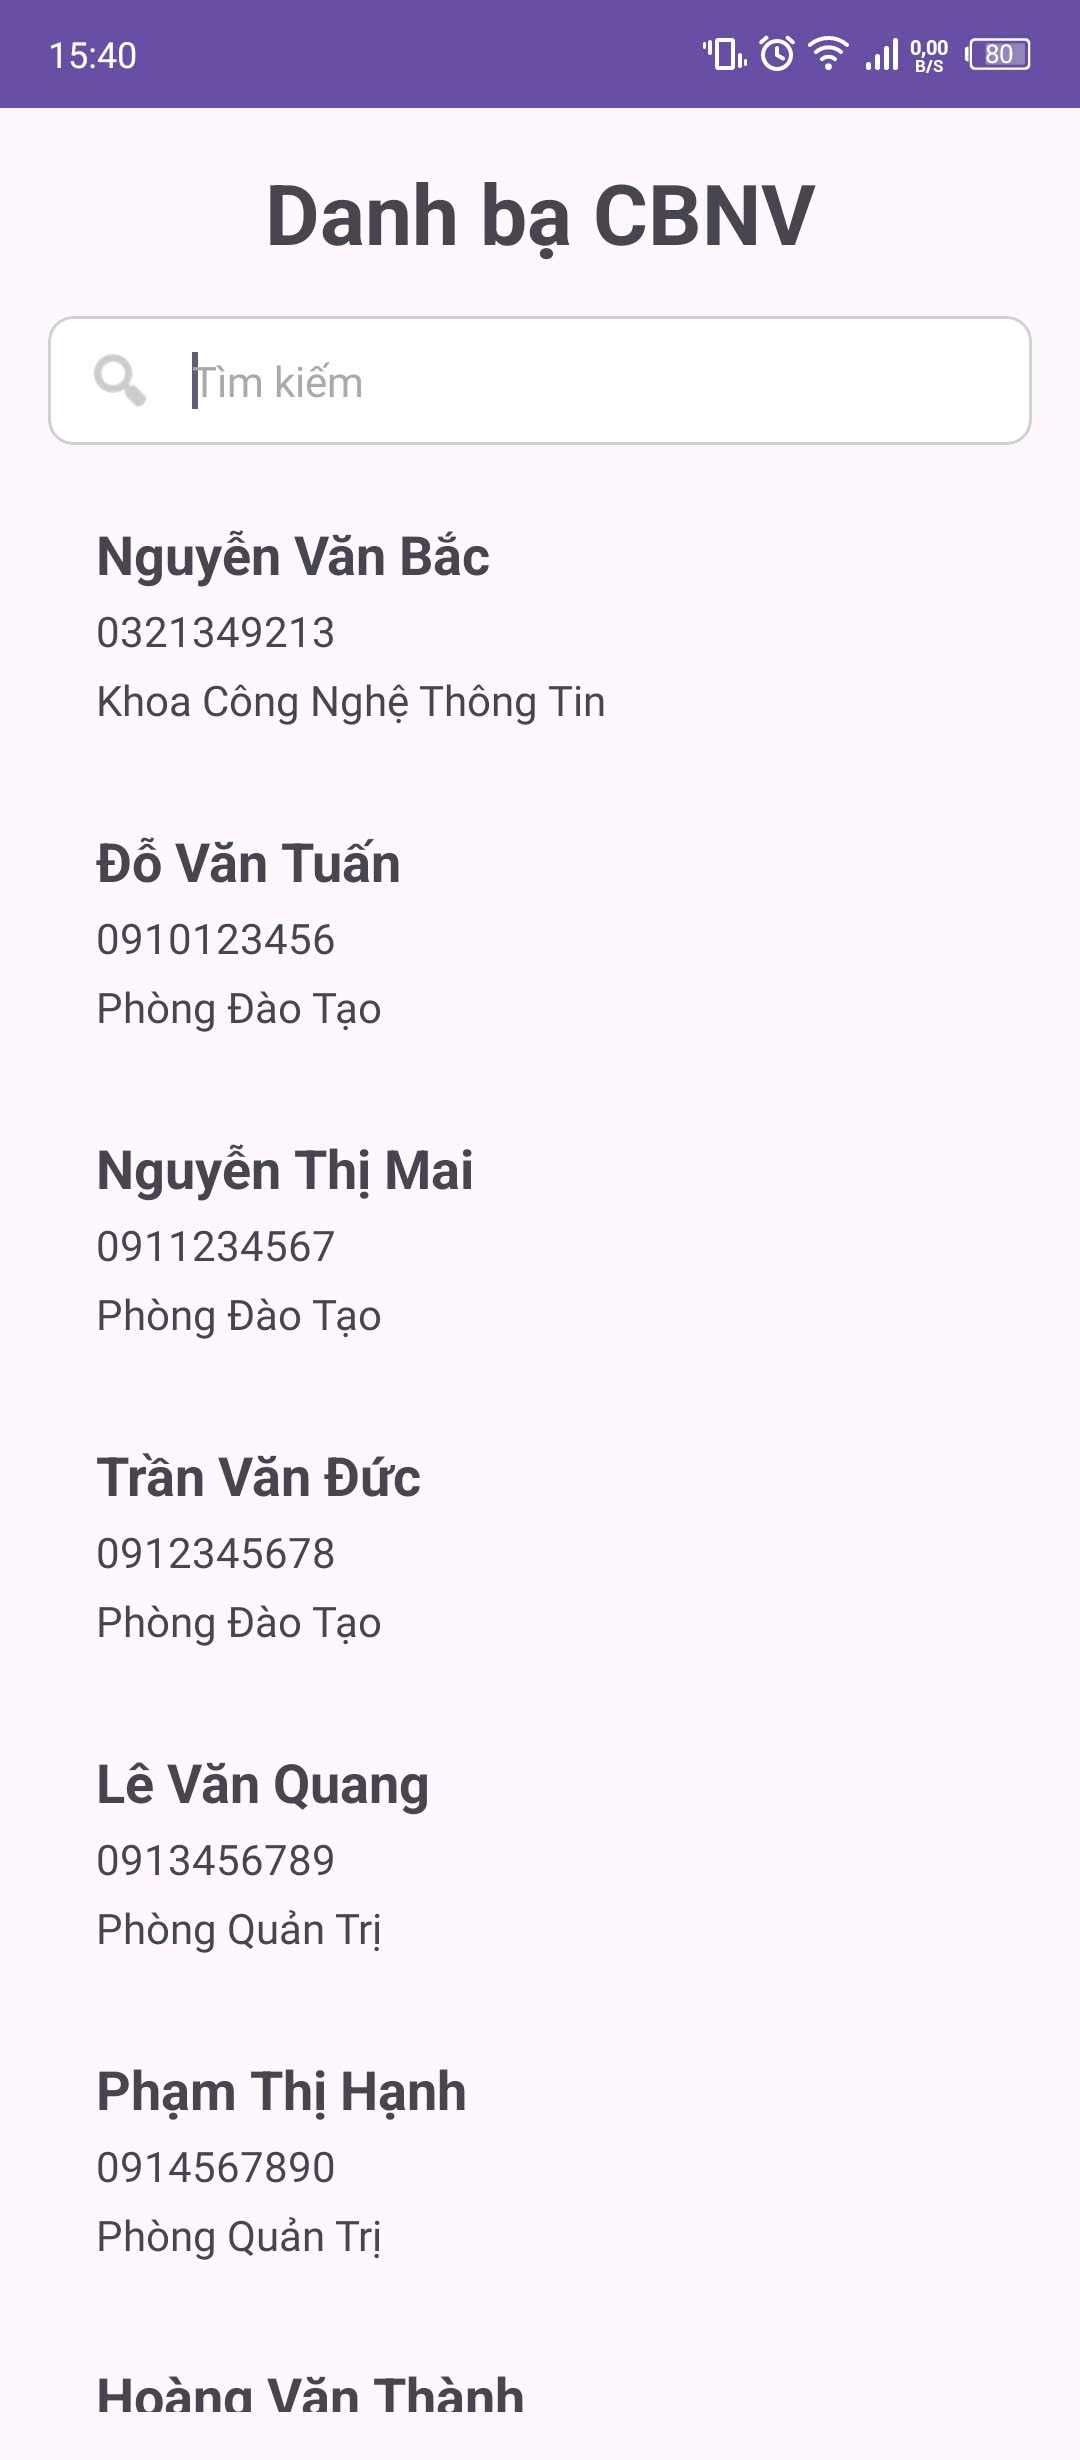 15:40
0,00
B/S
80
Danh bạ CBNV
Tìm kiếm
Nguyễn Văn Bắc
0321349213
Khoa Công Nghệ Thông Tin
Đỗ Văn Tuấn
0910123456
Phòng Đào Tạo
Nguyễn Thị Mai
0911234567
Phòng Đào Tạo
Trần Văn Đức
0912345678
Phòng Đào Tạo
Lê Văn Quang
0913456789
Phòng Quản Trị
Phạm Thị Hạnh
0914567890
Phòng Quản Trị
Hoàng Văn Thành